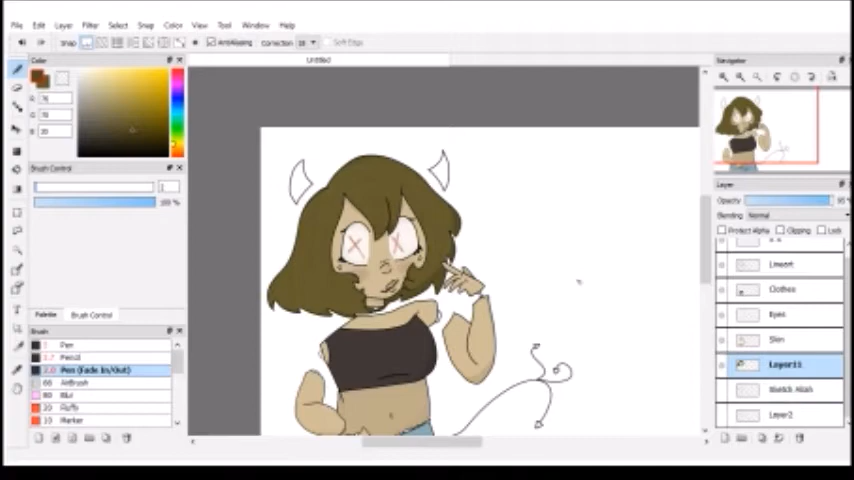 File Edit Layer Filter Select Snap Color View Tool Window Help
Snap AntiAliasing Correction Soft Edge
Untitled
Color
R
G
B
Brush Control
100 %
Palette Brush Control
Brush
Pen
Pencil
Pen (Fade In/Out)
AirBrush
Blur
Fluffy
10 Marker
Navigator
Layer
Opacity
Blending Normal
Protect Alpha Clipping Lock
Lineart
Clothes
Eyes
Skin
Layer11
Layer2